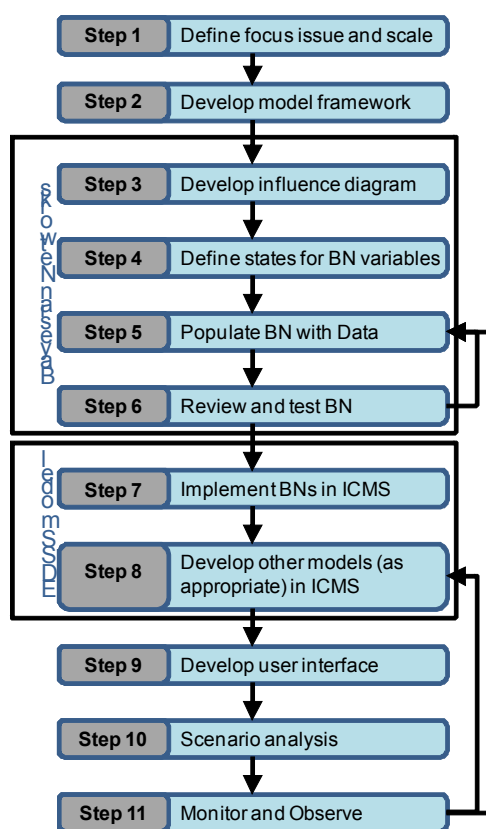 Step 1 Define focus issue and scale
Step 2 Develop model framework
Bayesian Networks
Step 3 Develop influence diagram
Step 4 Define states for BN variables
Step 5 Populate BN with Data
Step 6 Review and test BN
EDSS model
Step 7 Implement BNs in ICMS
Step 8 Develop other models (as
appropriate) in ICMS
Step 9 Develop user interface
Step 10 Scenario analysis
Step 11 Monitor and Observe